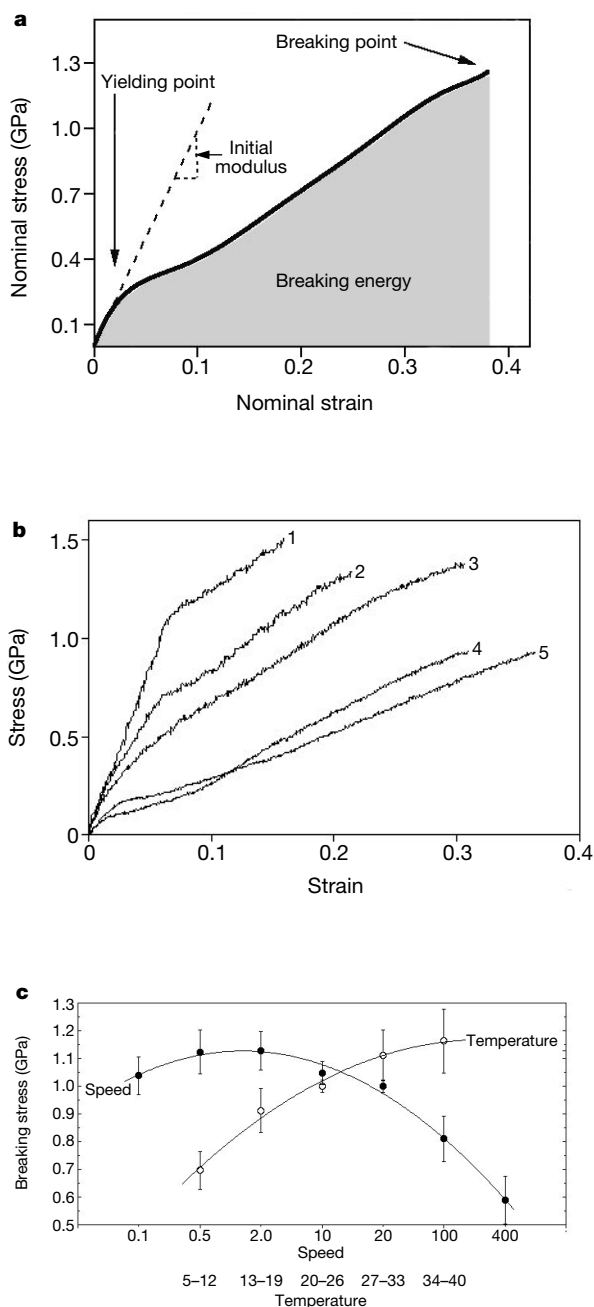 a
Breaking point
Yielding point
Initial
modulus
Breaking energy
Nominal stress (GPa)
1.3
1.0
0.7
0.4
0.1
0 0.1 0.2 0.3 0.4
Nominal strain
b
Stress (GPa)
1.5
1.0
0.5
0
1
2
3
4
5
0 0.1 0.2 0.3 0.4
Strain
c
Breaking stress (GPa)
1.3
1.2
1.1
1.0
0.9
0.8
0.7
0.6
0.5
Temperature
Speed
0.1 0.5 2.0 10 20 100 400
Speed
5–12 13–19 20–26 27–33 34–40
Temperature